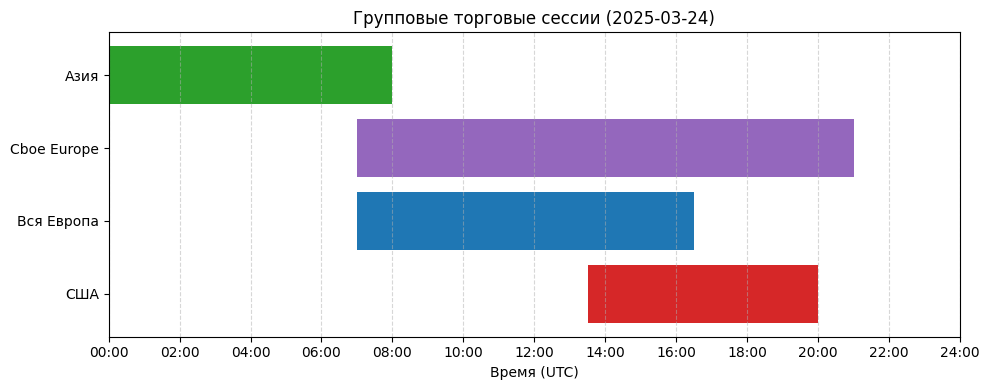 Групповые торговые сессии (2025-03-24)
Азия
Cboe Europe
Вся Европа
США
00:00 02:00 04:00 06:00 08:00 10:00 12:00 14:00 16:00 18:00 20:00 22:00 24:00
Время (UTC)